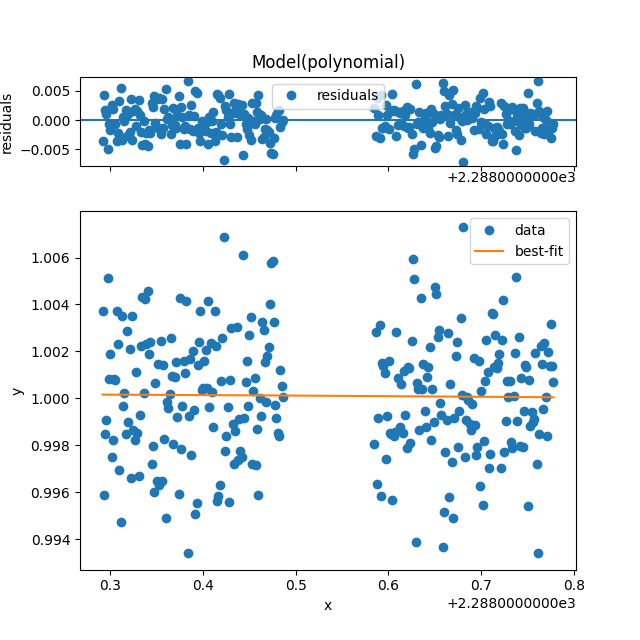 Model(polynomial)
residuals
0.005
0.000
−0.005
residuals
+2.2880000000e3
y
1.006
1.004
1.002
1.000
0.998
0.996
0.994
data
best-fit
0.3 0.4 0.5 0.6 0.7 0.8
x
+2.2880000000e3